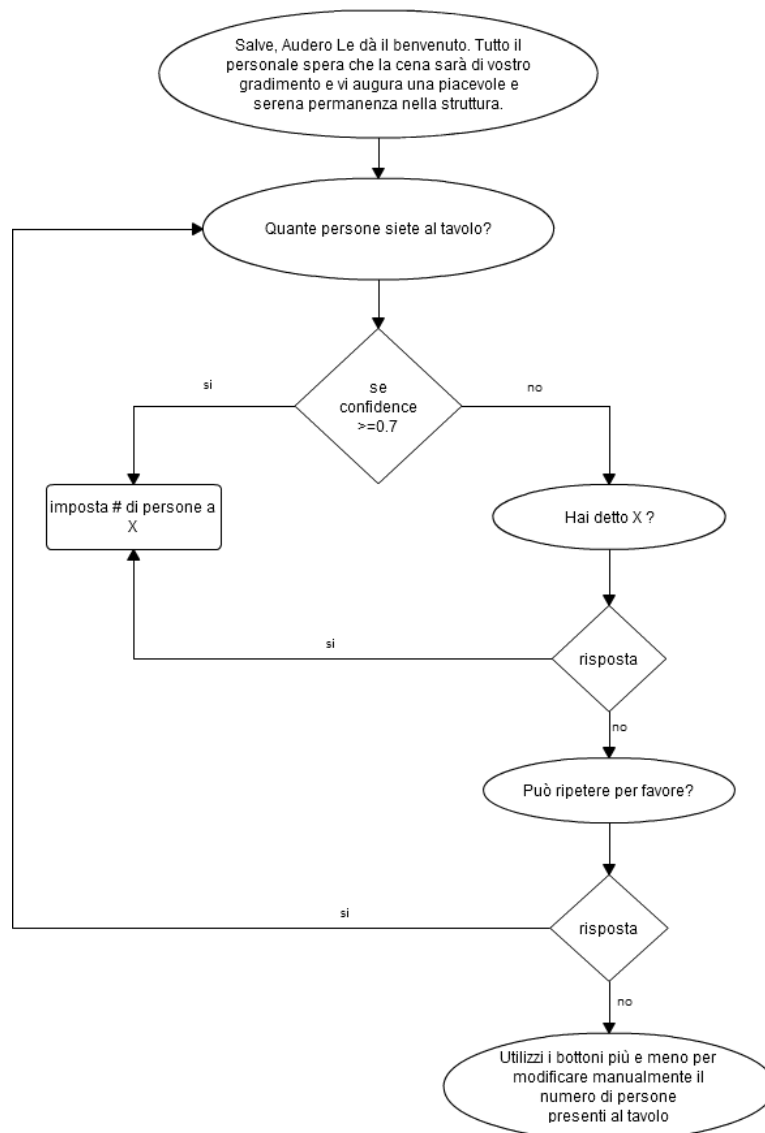 Salve, Audero Le dà il benvenuto. Tutto il
personale spera che la cena sarà di vostro
gradimento e vi augura una piacevole e
serena permanenza nella struttura.
Quante persone siete al tavolo?
si
se
confidence
>=0.7
no
imposta # di persone a
X
Hai detto X ?
si
risposta
no
Può ripetere per favore?
si
risposta
no
Utilizzi i bottoni più e meno per
modificare manualmente il
numero di persone
presenti al tavolo